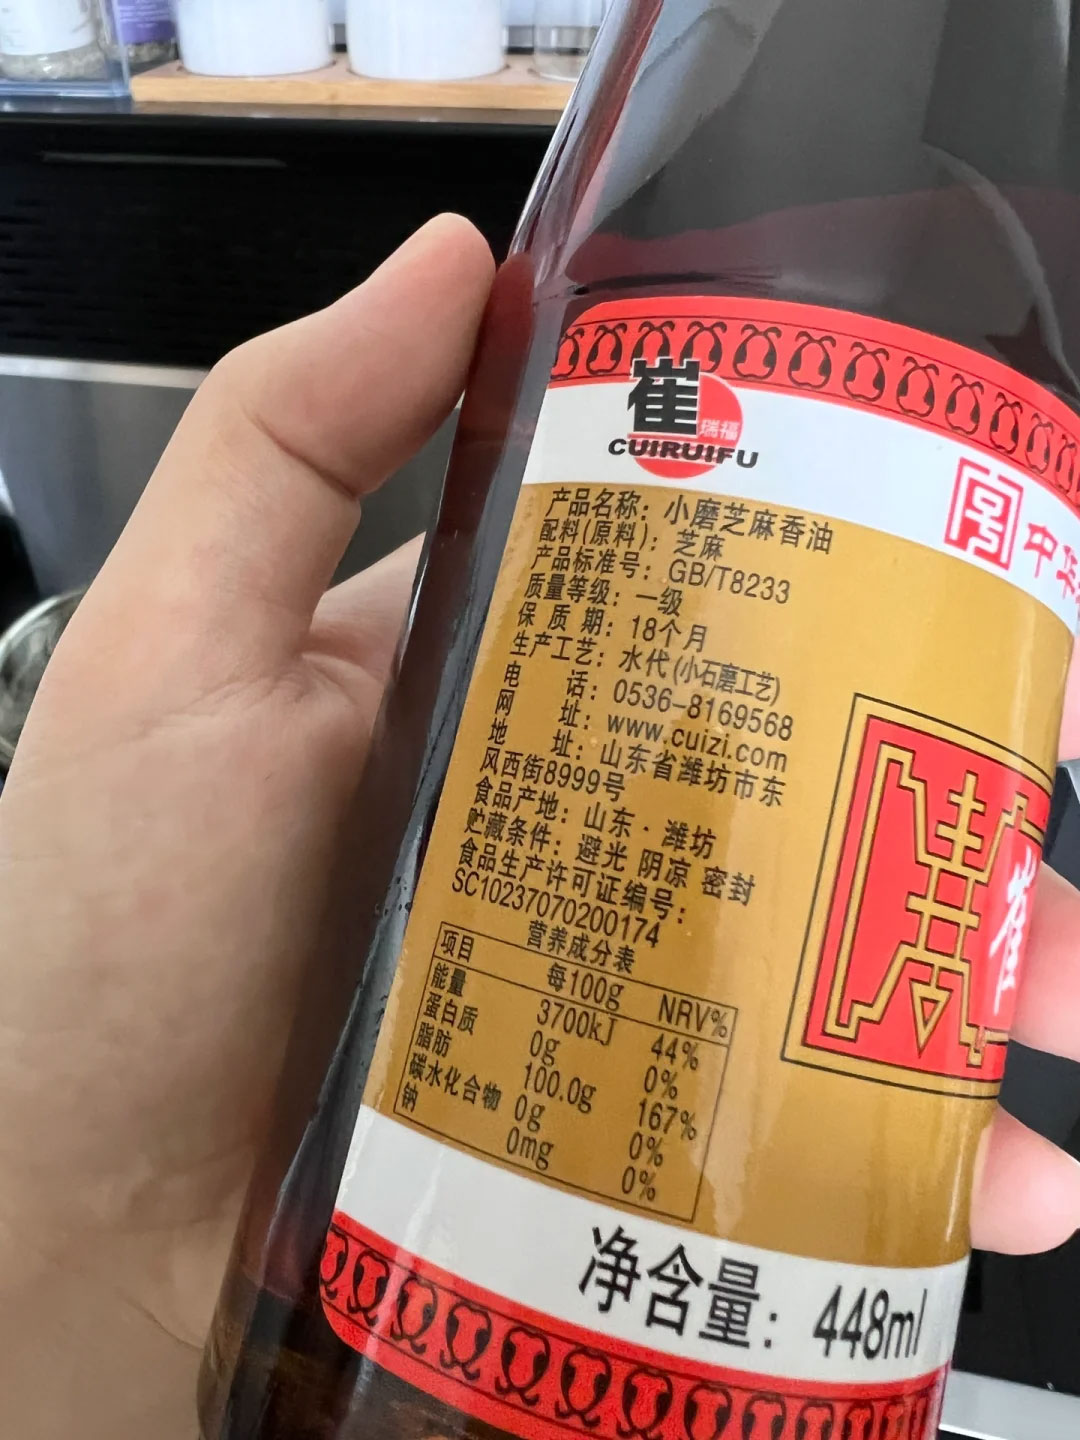 崔
瑞福
CUIRUIFU
中华
产品名称：小磨芝麻香油
配料(原料)：芝麻
产品标准号：GB/T8233
质量等级：一级
保质期：18个月
生产工艺：水代(小石磨工艺)
电话：0536-8169568
网址：www.cuizi.com
地址：山东省潍坊市东
风西街8999号
食品产地：山东·潍坊
贮藏条件：避光 阴凉 密封
食品生产许可证编号：
SC10237070200174
营养成分表
项目 每100g NRV%
能量 3700kJ 44%
蛋白质 0g 0%
脂肪 100.0g 167%
碳水化合物 0g 0%
钠 0mg 0%
崔
净含量：448ml